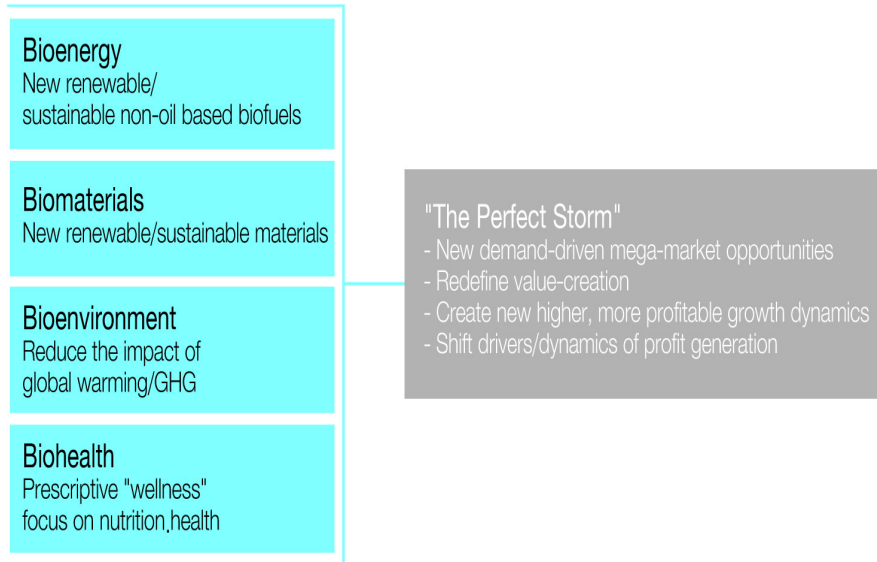 Bioenergy
New renewable/
sustainable non-oil based biofuels
Biomaterials
New renewable/sustainable materials
Bioenvironment
Reduce the impact of
global warming/GHG
Biohealth
Prescriptive "wellness"
focus on nutrition.health
"The Perfect Storm"
- New demand-driven mega-market opportunities
- Redefine value-creation
- Create new higher, more profitable growth dynamics
- Shift drivers/dynamics of profit generation